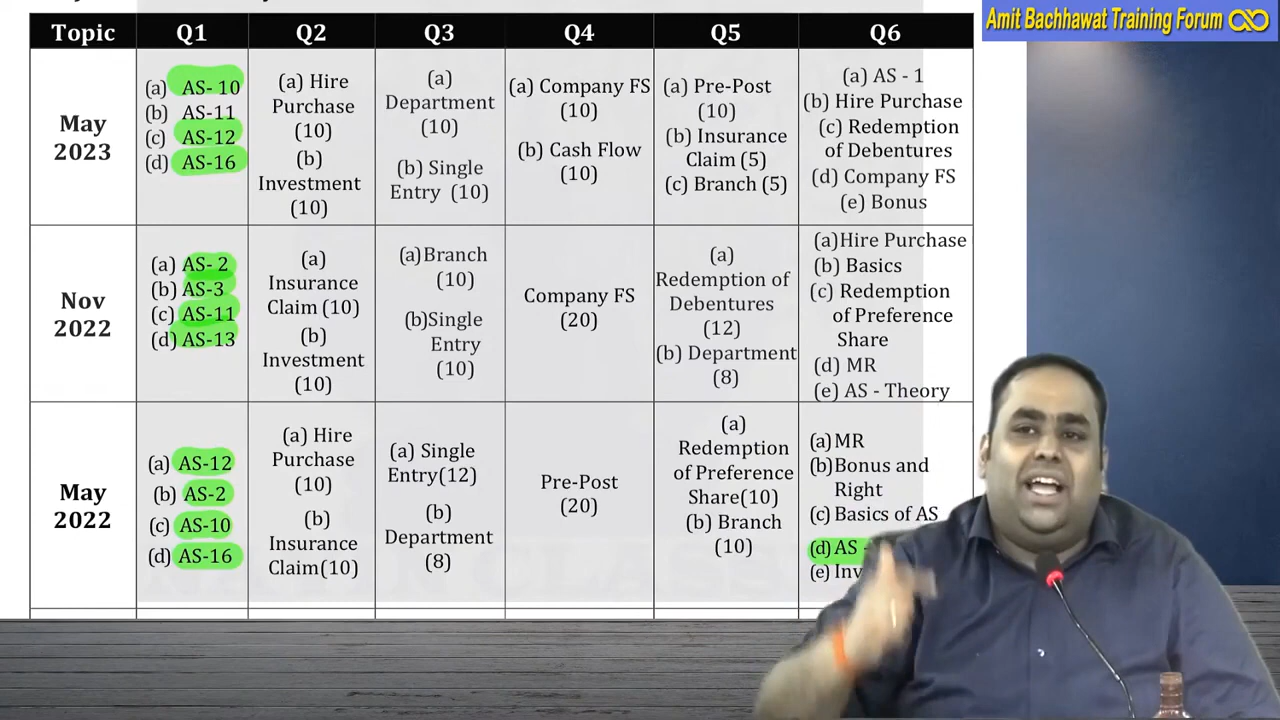 Amit Bachhawat Training Forum
Topic Q1 Q2 Q3 Q4 Q5 Q6
May
2023
(a) AS- 10
(b) AS-11
(c) AS-12
(d) AS-16
(a) Hire
Purchase
(10)
(b)
Investment
(10)
(a)
Department
(10)
(b) Single
Entry (10)
(a) Company FS
(10)
(b) Cash Flow
(10)
(a) Pre-Post
(10)
(b) Insurance
Claim (5)
(c) Branch (5)
(a) AS - 1
(b) Hire Purchase
(c) Redemption
of Debentures
(d) Company FS
(e) Bonus
Nov
2022
(a) AS- 2
(b) AS-3
(c) AS-11
(d) AS-13
(a)
Insurance
Claim (10)
(b)
Investment
(10)
(a)Branch
(10)
(b)Single
Entry
(10)
Company FS
(20)
(a)
Redemption of
Debentures
(12)
(b) Department
(8)
(a)Hire Purchase
(b) Basics
(c) Redemption
of Preference
Share
(d) MR
(e) AS - Theory
May
2022
(a) AS-12
(b) AS-2
(c) AS-10
(d) AS-16
(a) Hire
Purchase
(10)
(b)
Insurance
Claim(10)
(a) Single
Entry(12)
(b)
Department
(8)
Pre-Post
(20)
(a)
Redemption
of Preference
Share(10)
(b) Branch
(10)
(a)MR
(b)Bonus and
Right
(c) Basics of AS
(d) AS -
(e)